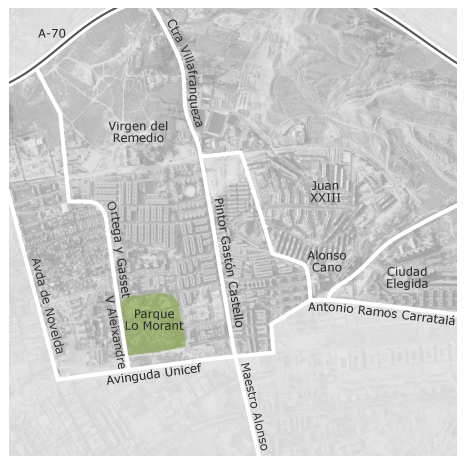 A-70
Ctra Villafranqueza
Virgen del
Remedio
Juan
XXIII
Ortega y Gasset
Pintor Gastón Castello
Alonso
Cano
Ciudad
Elegida
Avda de Novelda
V Aleixandre
Parque
Lo Morant
Antonio Ramos Carratalá
Avinguda Unicef
Maestro Alonso